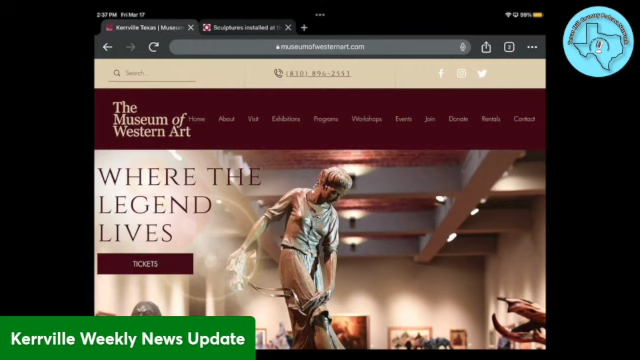 2:37 PM Fri Mar 17
39%
Kerrville Texas | Museum
Sculptures installed at t
museumofwesternart.com
3
Search...
(830) 896-2553
The
Museum of
Western Art
Home About Visit Exhibitions Programs Workshops Events Join Donate Rentals Contact
WHERE THE
LEGEND
LIVES
TICKETS
Kerrville Weekly News Update